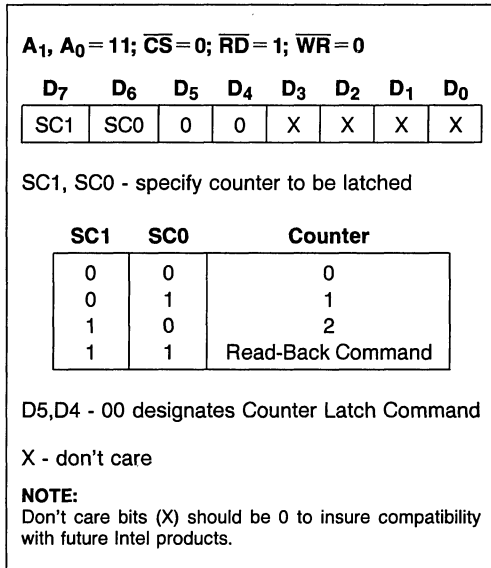 A1, A0 = 11; CS = 0; RD = 1; WR = 0
D7 D6 D5 D4 D3 D2 D1 D0
SC1 SC0 0 0 X X X X
SC1, SC0 - specify counter to be latched
SC1 SC0 Counter
0 0 0
0 1 1
1 0 2
1 1 Read-Back Command
D5,D4 - 00 designates Counter Latch Command
X - don't care
NOTE:
Don't care bits (X) should be 0 to insure compatibility
with future Intel products.